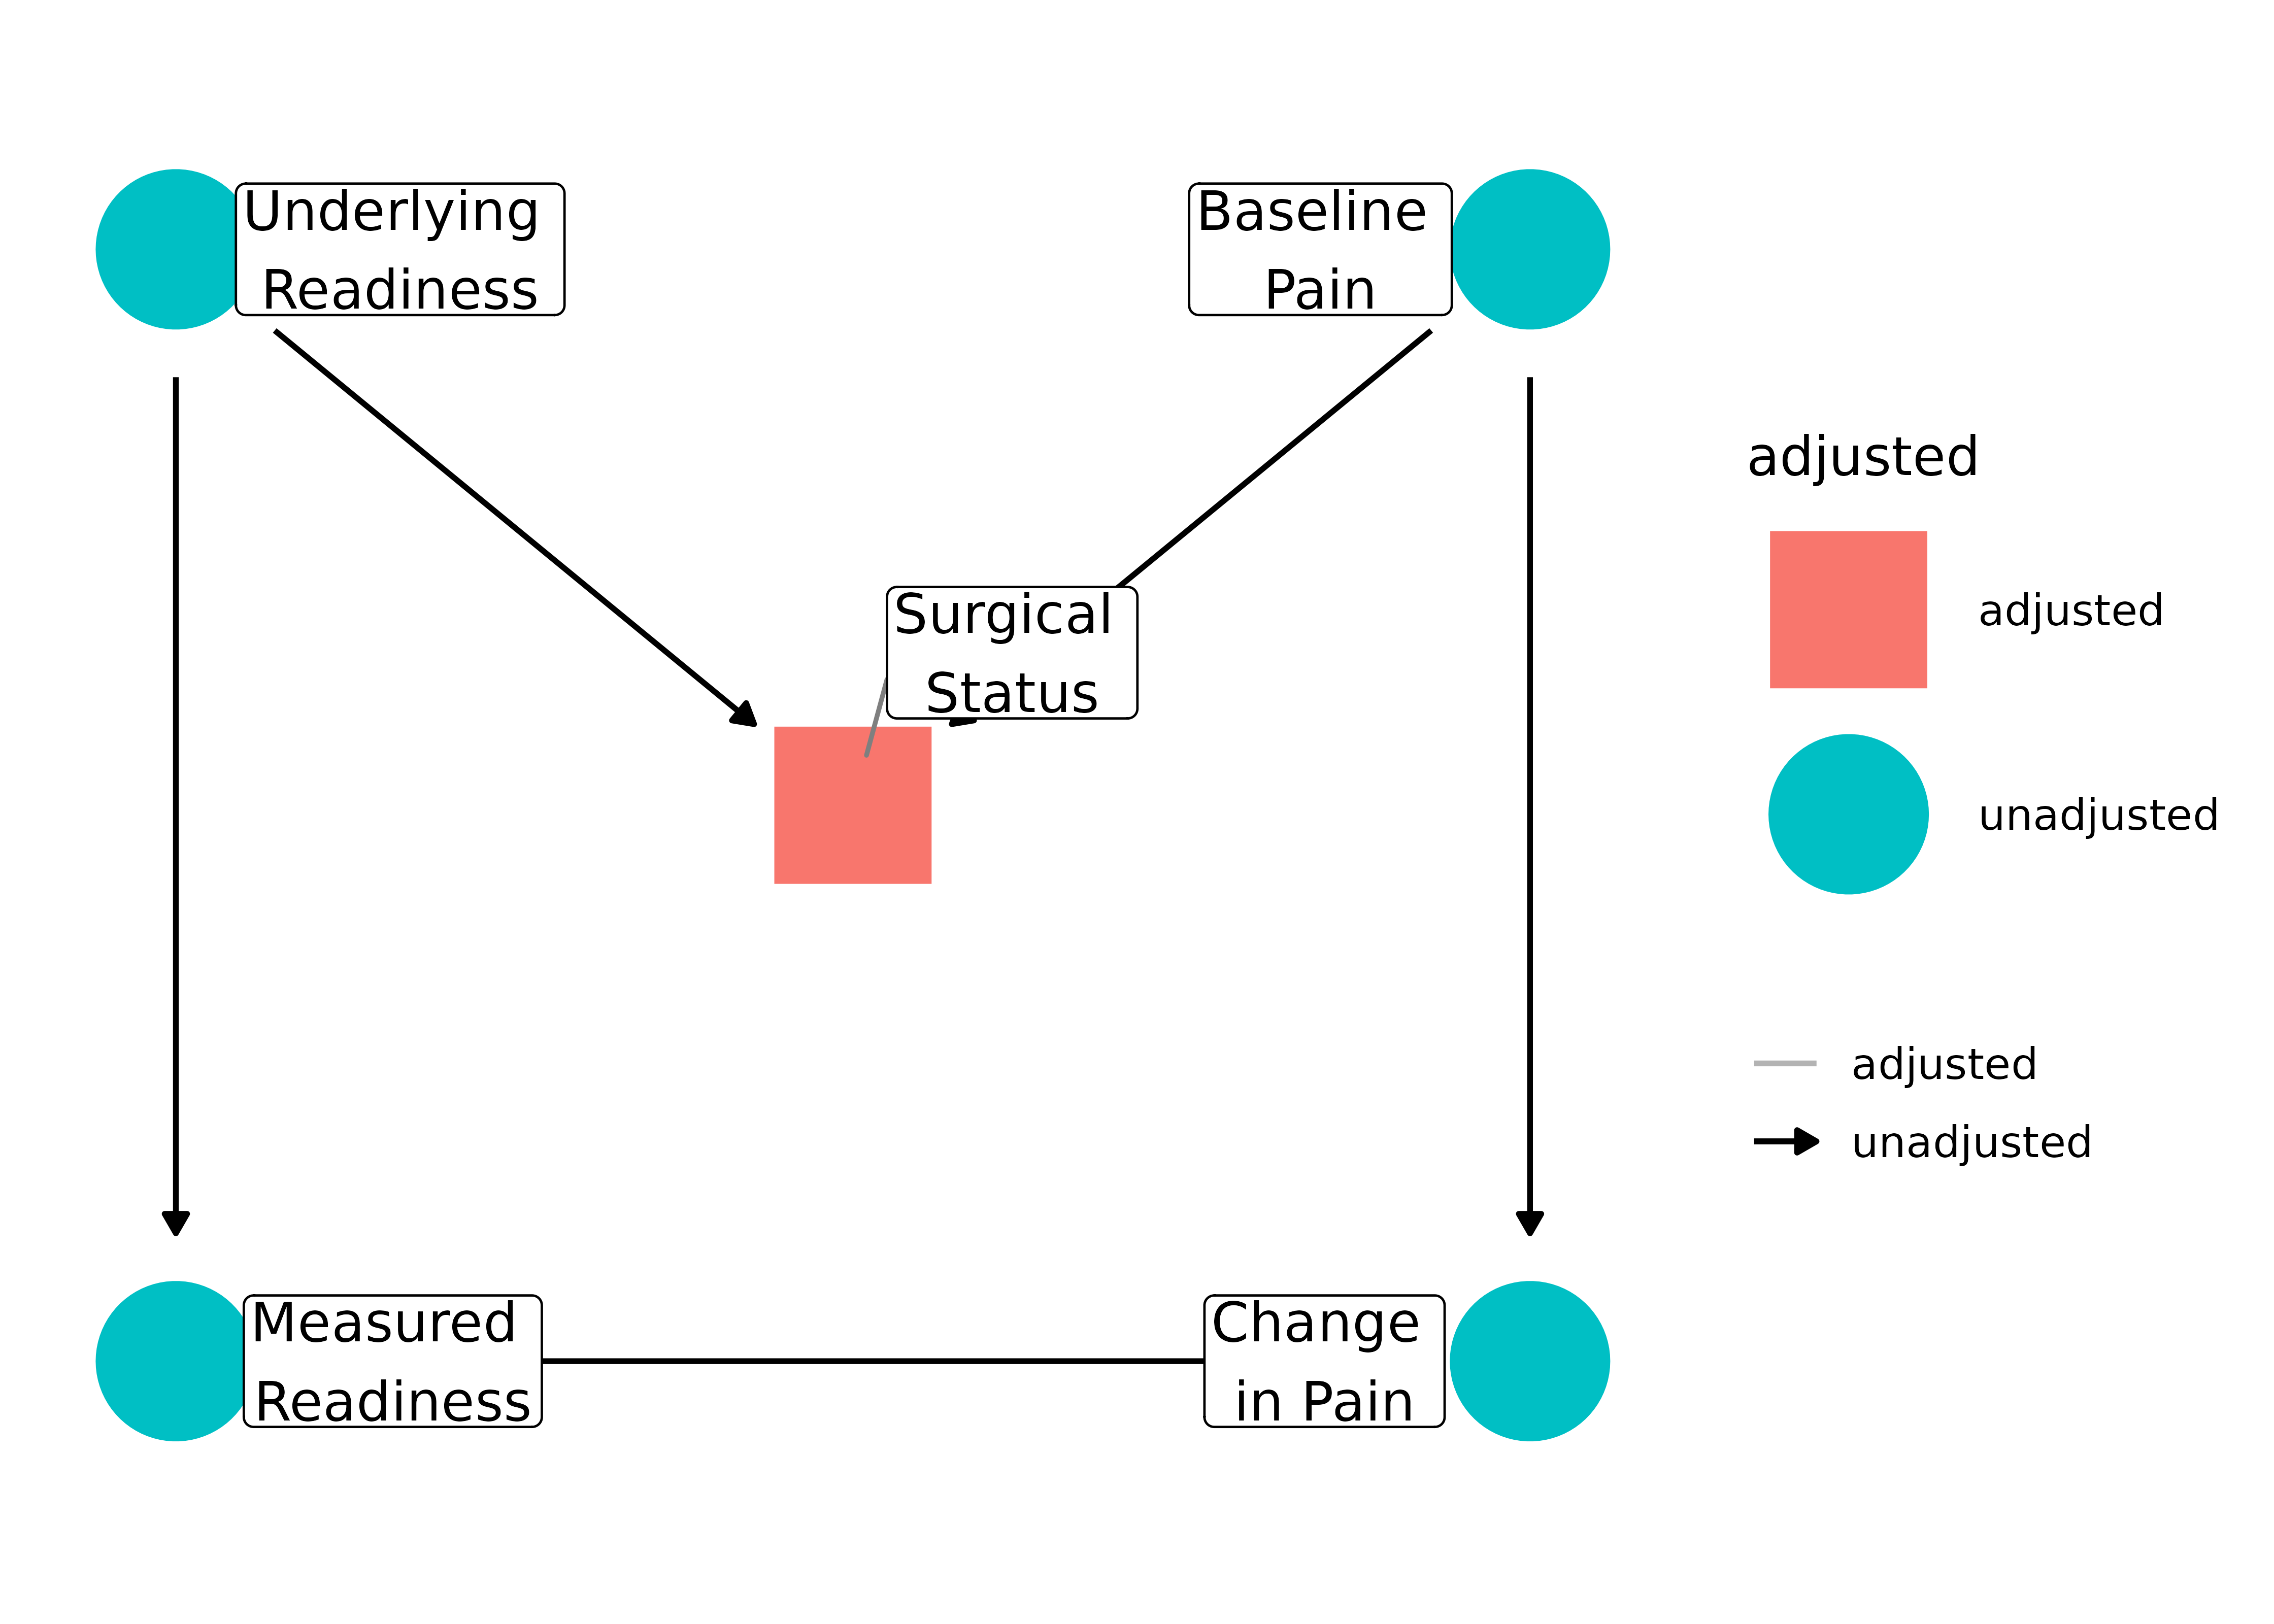 Underlying
Readiness
Baseline
Pain
Surgical
Status
Measured
Readiness
Change
in Pain
adjusted
adjusted
unadjusted
adjusted
unadjusted